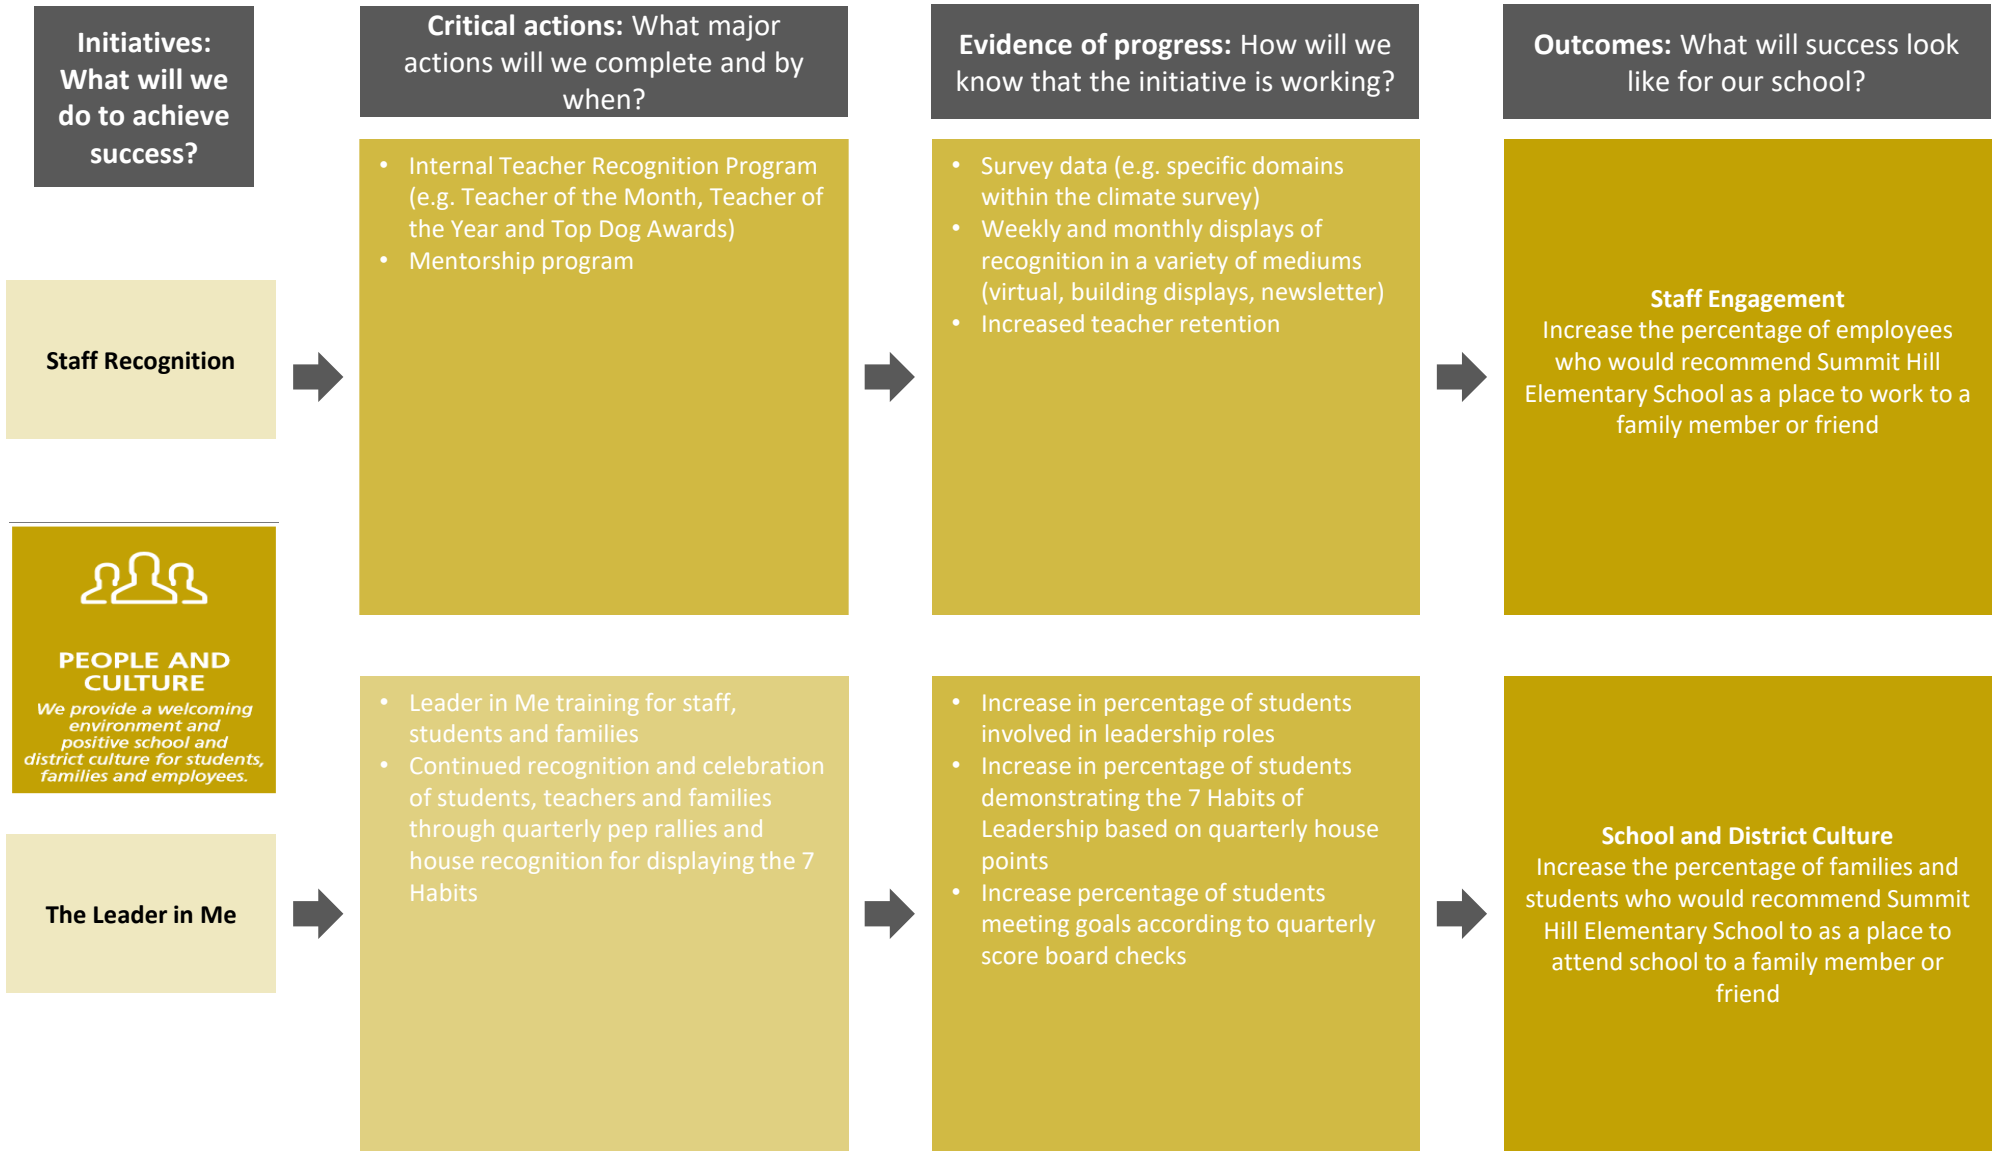 Initiatives:
What will we
do to achieve
success?
Critical actions: What major
actions will we complete and by
when?
Evidence of progress: How will we
know that the initiative is working?
Outcomes: What will success look
like for our school?
Staff Recognition
• Internal Teacher Recognition Program
(e.g. Teacher of the Month, Teacher of
the Year and Top Dog Awards)
• Mentorship program
• Survey data (e.g. specific domains
within the climate survey)
• Weekly and monthly displays of
recognition in a variety of mediums
(virtual, building displays, newsletter)
• Increased teacher retention
Staff Engagement
Increase the percentage of employees
who would recommend Summit Hill
Elementary School as a place to work to a
family member or friend
PEOPLE AND
CULTURE
We provide a welcoming
environment and
positive school and
district culture for students,
families and employees.
The Leader in Me
• Leader in Me training for staff,
students and families
• Continued recognition and celebration
of students, teachers and families
through quarterly pep rallies and
house recognition for displaying the 7
Habits
• Increase in percentage of students
involved in leadership roles
• Increase in percentage of students
demonstrating the 7 Habits of
Leadership based on quarterly house
points
• Increase percentage of students
meeting goals according to quarterly
score board checks
School and District Culture
Increase the percentage of families and
students who would recommend Summit
Hill Elementary School to as a place to
attend school to a family member or
friend